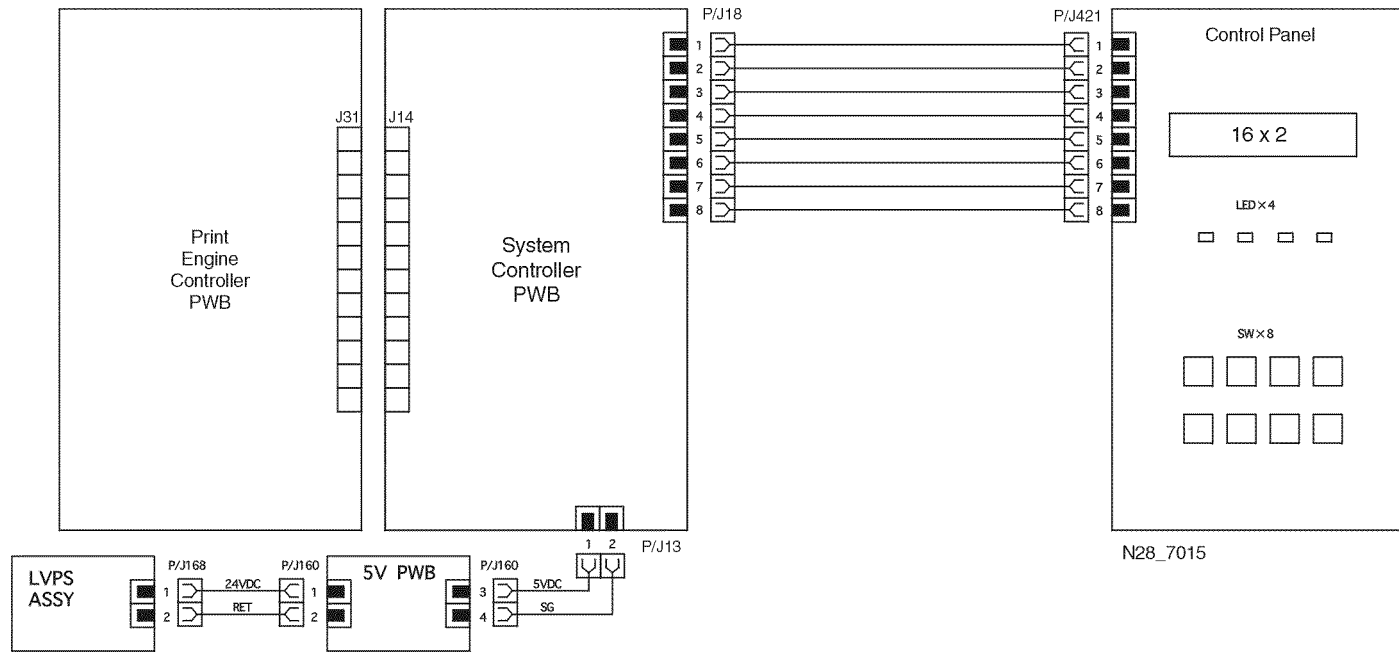 P/J18
P/J421
Control Panel
1 1
2 2
3 3
4 4
5 5
6 6
7 7
8 8
J31 J14
16 x 2
LED×4
Print
Engine
Controller
PWB
System
Controller
PWB
SW×8
1 2
P/J13
N28_7015
LVPS
ASSY
P/J168
P/J160
5V PWB
P/J160
1 24VDC 1
2 RET 2
3 5VDC
4 SG